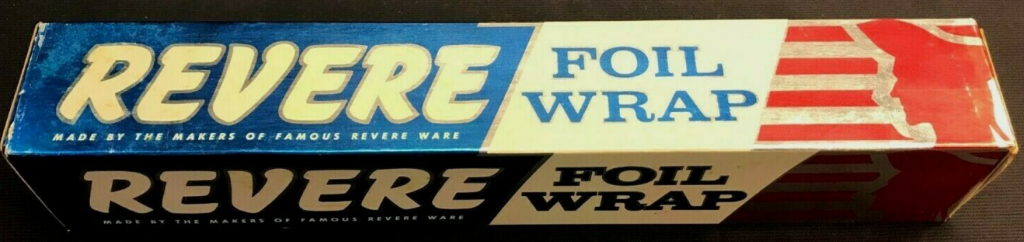 REVERE
MADE BY THE MAKERS OF FAMOUS REVERE WARE
FOIL
WRAP
REVERE
MADE BY THE MAKERS OF FAMOUS REVERE WARE
FOIL
WRAP